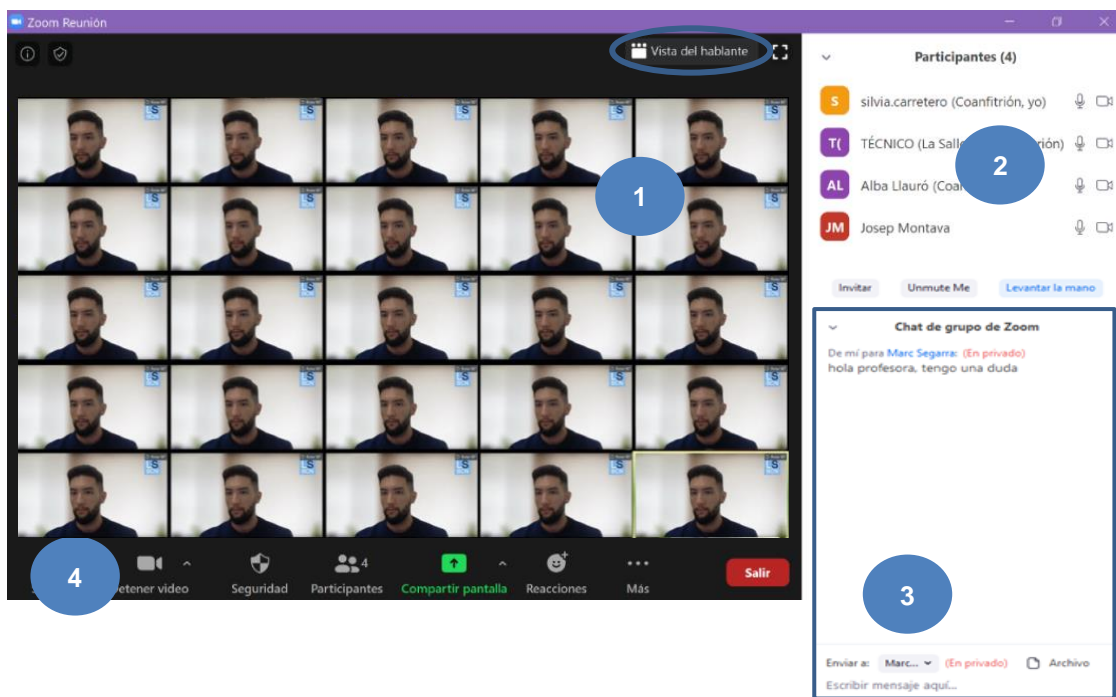 Zoom Reunión
Vista del hablante
Participantes (4)
S silvia.carretero (Coanfitrión, yo)
T( TÉCNICO (La Salle
AL Alba Llauró
JM Josep Montava
1
2
Invitar Unmute Me Levantar la mano
Chat de grupo de Zoom
De mí para Marc Segarra: (En privado)
hola profesora, tengo una duda
3
4
4
video Seguridad Participantes Compartir pantalla Reacciones Más
Salir
Enviar a: Marc... (En privado) Archivo
Escribir mensaje aquí...